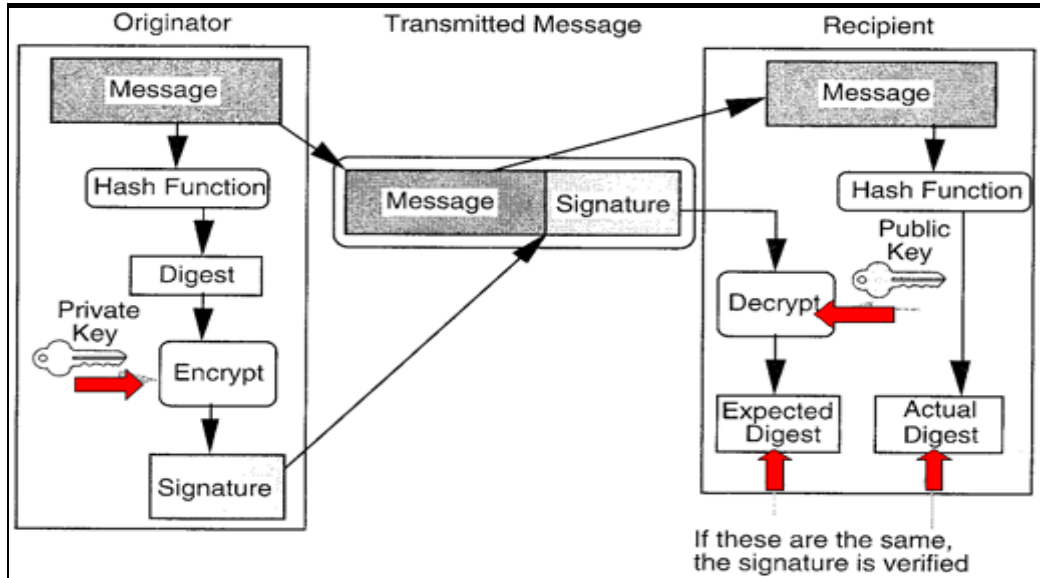 Originator
Transmitted Message
Recipient
Message
Hash Function
Digest
Private
Key
Encrypt
Signature
Message
Signature
Message
Hash Function
Public
Key
Decrypt
Expected
Digest
Actual
Digest
If these are the same,
the signature is verified